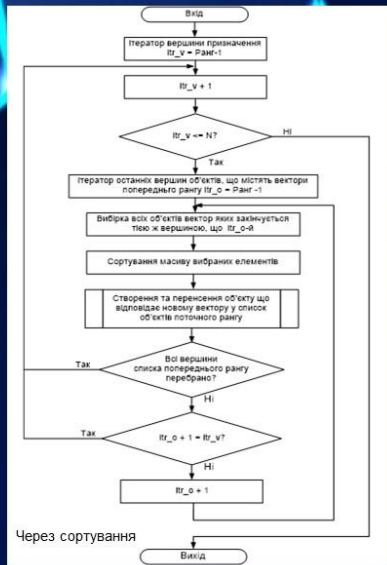 Вхід
Ітератор вершини призначення
Itr_v = Ранг-1
Itr_v + 1
Itr_v <= N?
Ні
Так
Ітератор останніх вершин об'єктів, що містять вектори
попереднього рангу Itr_o = Ранг -1
Вибірка всіх об'єктів вектор яких закінчується
тією ж вершиною, що Itr_o-й
Сортування масиву вибраних елементів
Створення та перенсення об'єкту що
відповідає новому вектору у список
об'єктів поточного рангу
Всі вершини
списка попереднього рангу
перебрано?
Так
Ні
Itr_o + 1 = Itr_v?
Так
Ні
Itr_o + 1
Через сортування
Вихід